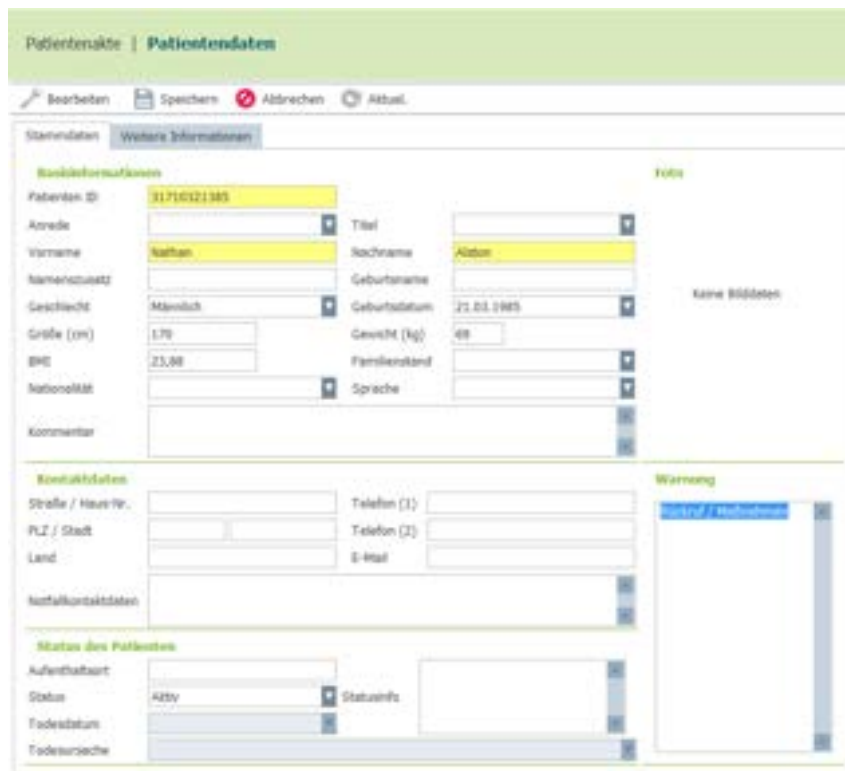 Patientenakte | Patientendaten
Bearbeiten Speichern Abbrechen Aktual.
Stammdaten Weitere Informationen
Basisinformationen Foto
Patienten ID 31710321385
Anrede Titel
Vorname Nathan Nachname
Namenszusatz Geburtsname
Keine Bilddaten
Geschlecht Männlich Geburtsdatum 21.03.1985
Größe (cm) 170 Gewicht (kg) 69
BMI 23,88 Familienstand
Nationalität Sprache
Kommentar
Kontaktdaten Warnung
Straße / Haus-Nr. Telefon (1)
Rückruf / Maßnahmen
PLZ / Stadt Telefon (2)
Land E-Mail
Notfallkontaktdaten
Status des Patienten
Aufenthaltsort
Status Aktiv Statusinfo
Todesdatum
Todesursache